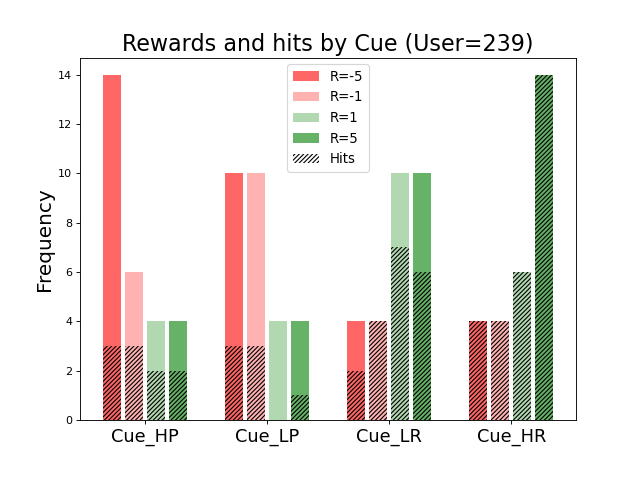 Rewards and hits by Cue (User=239)
R=-5
R=-1
R=1
R=5
Hits
Frequency
14
12
10
8
6
4
2
0
Cue_HP Cue_LP Cue_LR Cue_HR